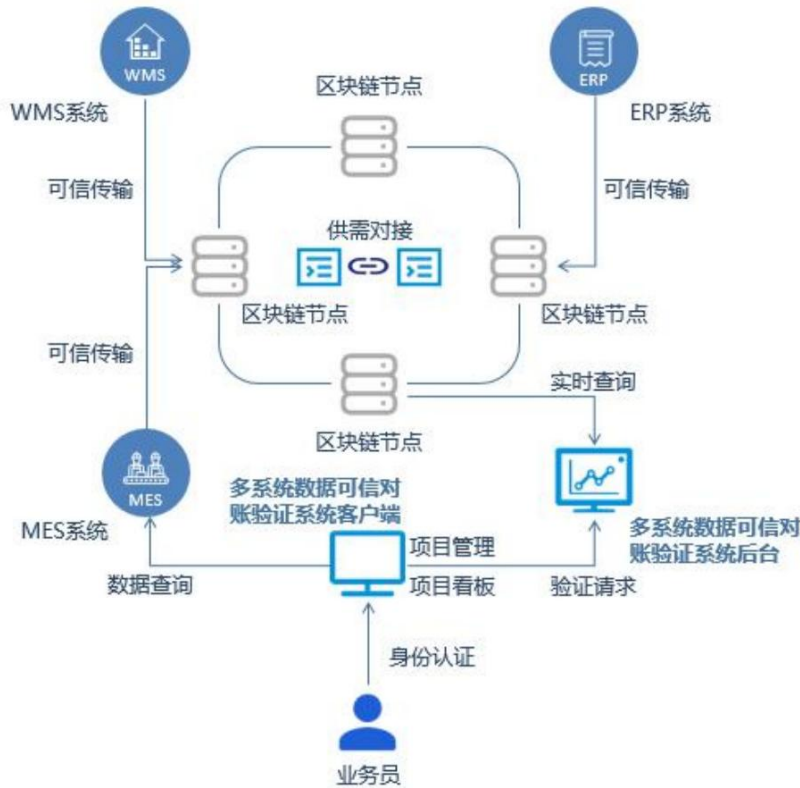 WMS
ERP
区块链节点
WMS系统
ERP系统
可信传输
可信传输
供需对接
区块链节点
区块链节点
可信传输
实时查询
区块链节点
MES
多系统数据可信对
账验证系统客户端
MES系统
项目管理
多系统数据可信对
账验证系统后台
数据查询
项目看板
验证请求
身份认证
业务员